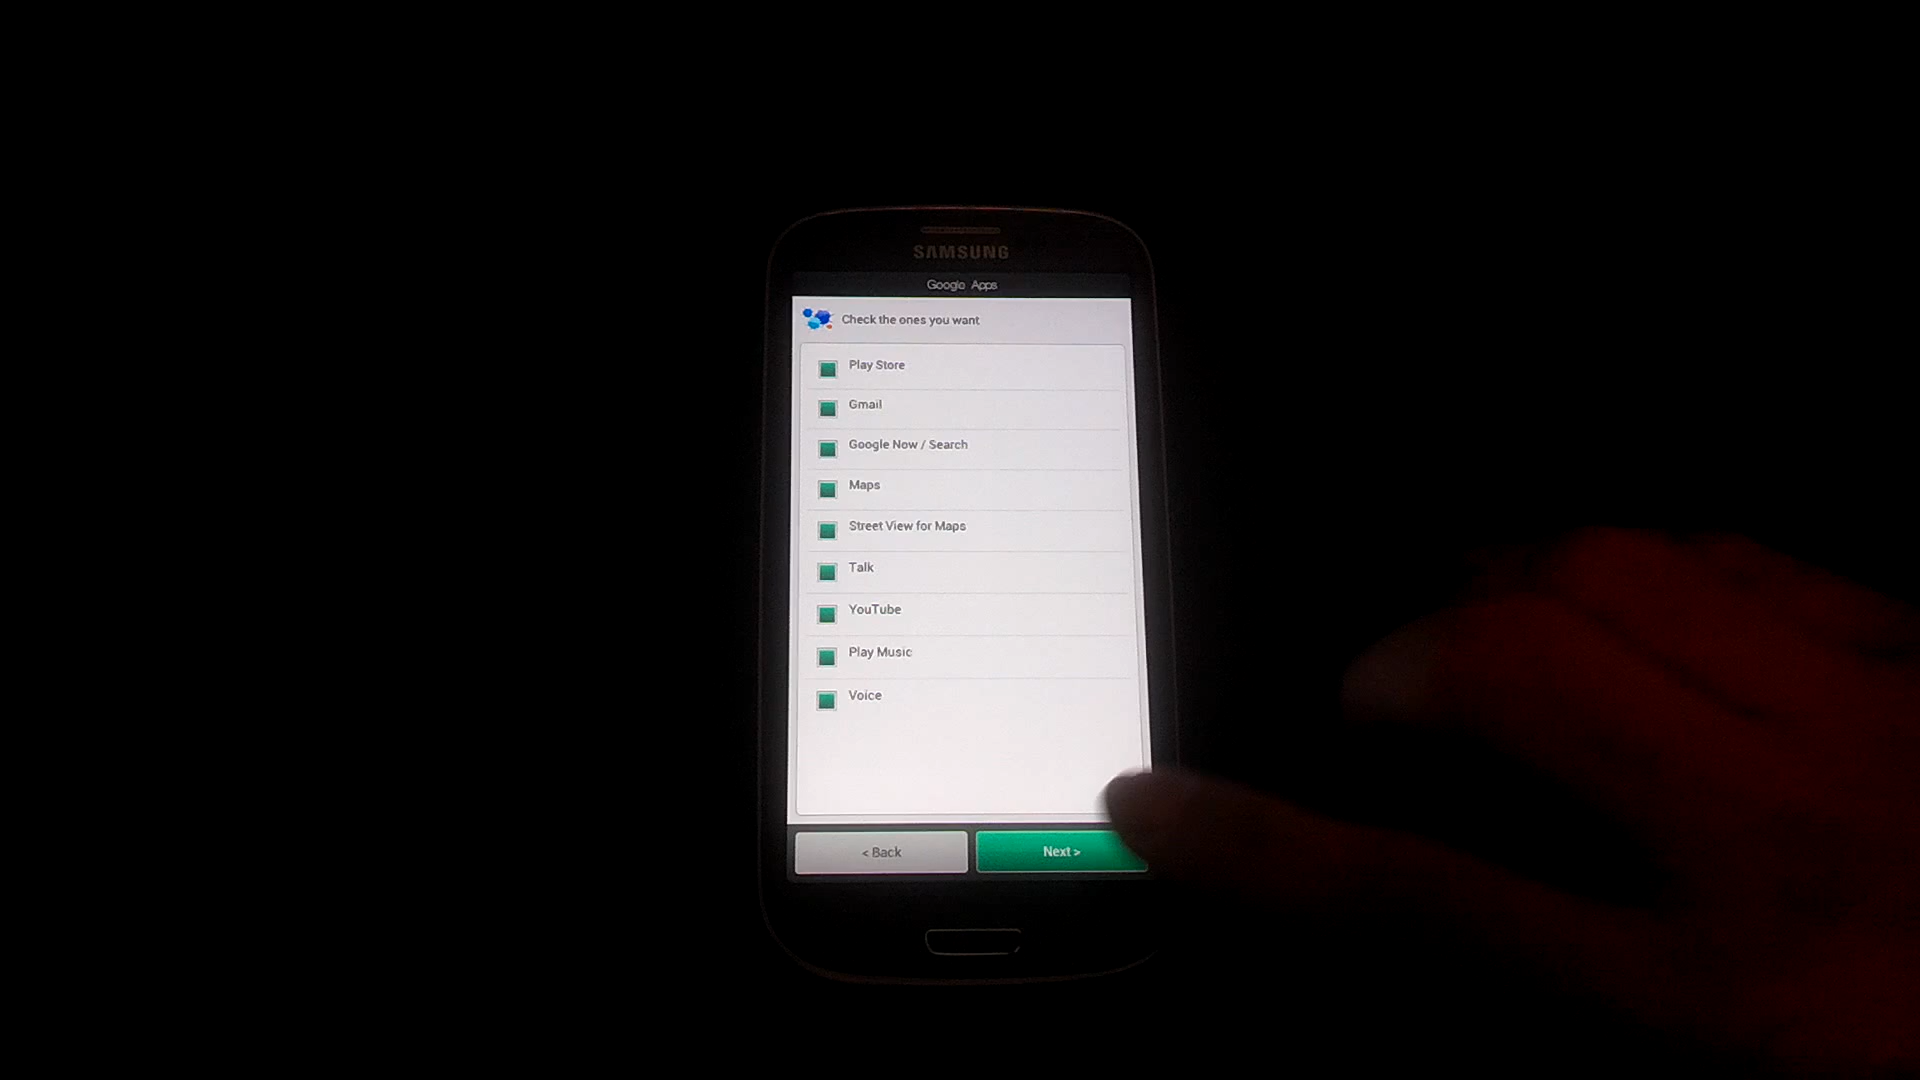 SAMSUNG
Google Apps
Check the ones you want
Play Store
Gmail
Google Now / Search
Maps
Street View for Maps
Talk
YouTube
Play Music
Voice
< Back
Next >